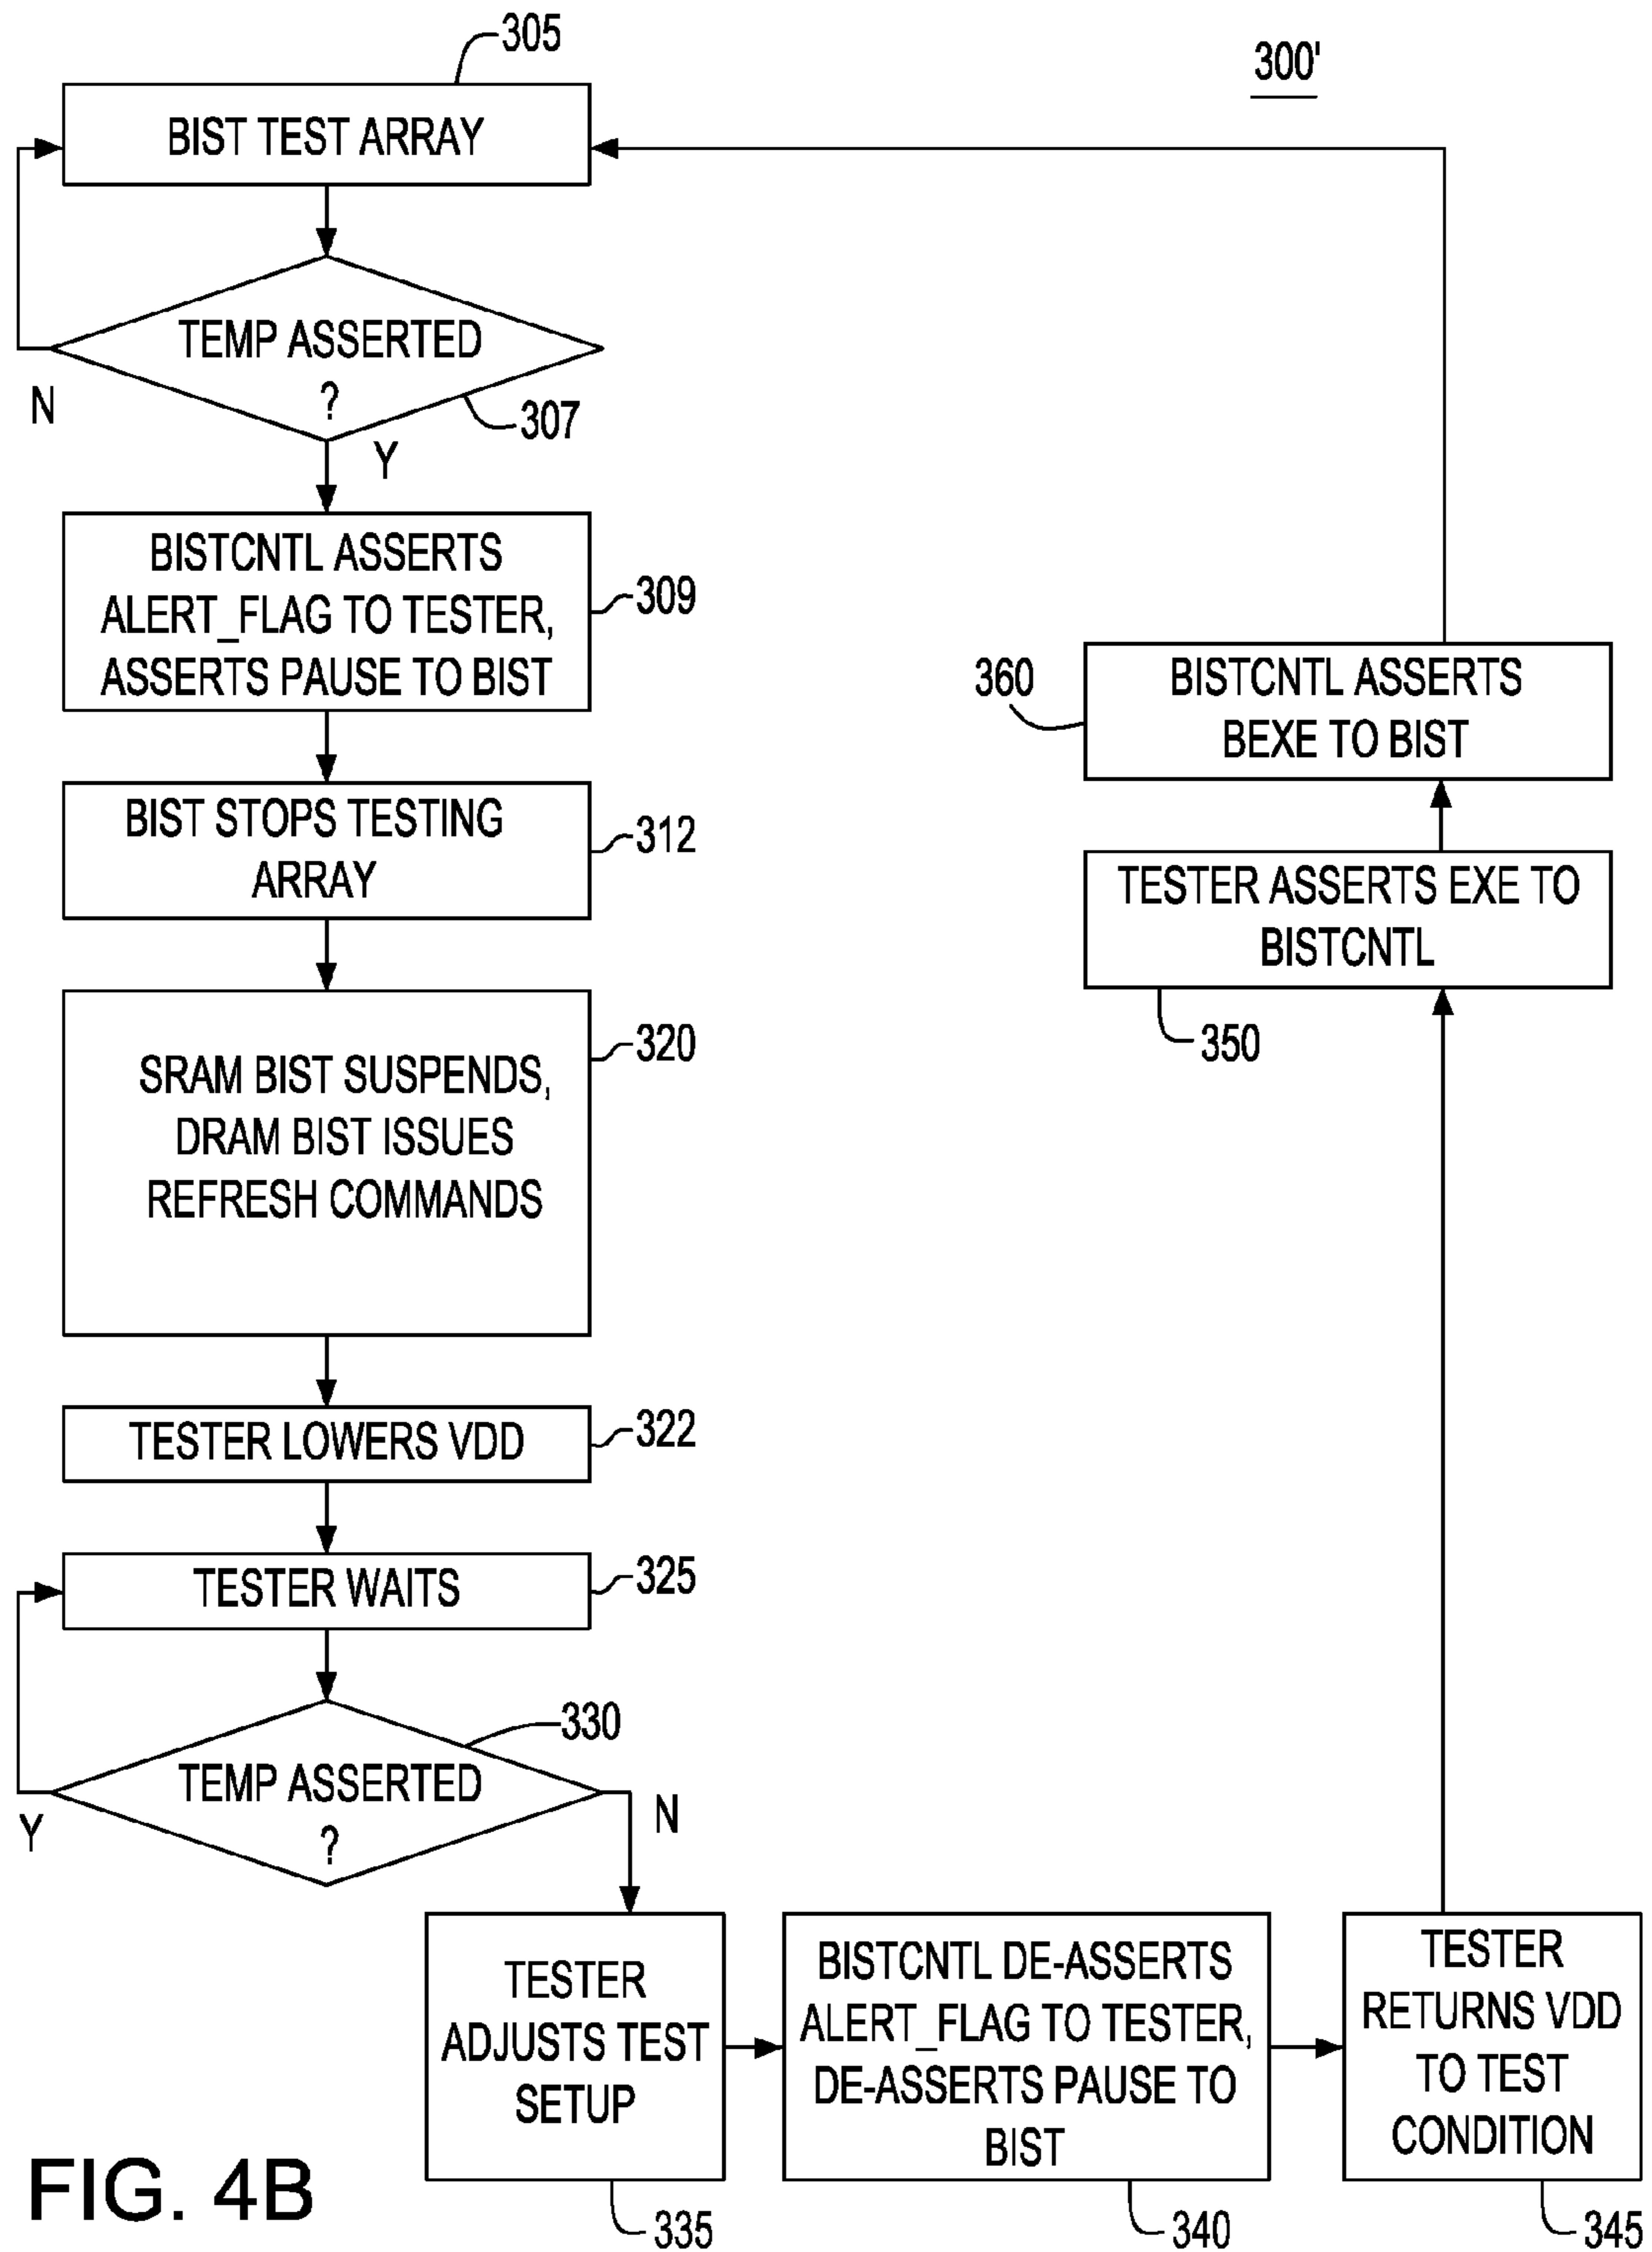 305
300'
BIST TEST ARRAY
TEMP ASSERTED
?
307
N
Y
BISTCNTL ASSERTS
ALERT_FLAG TO TESTER,
ASSERTS PAUSE TO BIST
309
BIST STOPS TESTING
ARRAY
312
SRAM BIST SUSPENDS,
DRAM BIST ISSUES
REFRESH COMMANDS
320
TESTER LOWERS VDD
322
TESTER WAITS
325
TEMP ASSERTED
?
330
Y
N
TESTER
ADJUSTS TEST
SETUP
335
BISTCNTL DE-ASSERTS
ALERT_FLAG TO TESTER,
DE-ASSERTS PAUSE TO
BIST
340
TESTER
RETURNS VDD
TO TEST
CONDITION
345
TESTER ASSERTS EXE TO
BISTCNTL
350
BISTCNTL ASSERTS
BEXE TO BIST
360
FIG. 4B